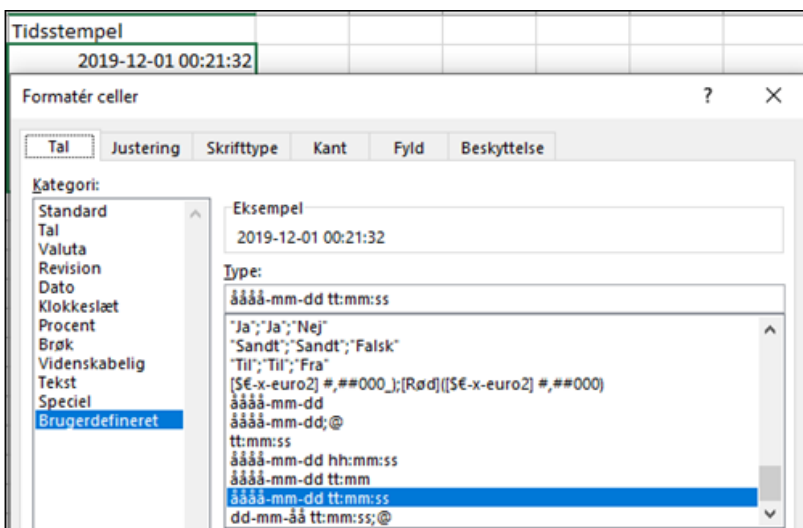 Tidsstempel
2019-12-01 00:21:32
Formatér celler
?
Tal Justering Skrifttype Kant Fyld Beskyttelse
Kategori:
Standard
Tal
Valuta
Revision
Dato
Klokkeslæt
Procent
Brøk
Videnskabelig
Tekst
Speciel
Brugerdefineret
Eksempel
2019-12-01 00:21:32
Type:
åååå-mm-dd tt:mm:ss
"Ja";"Ja";"Nej"
"Sandt";"Sandt";"Falsk"
"Til";"Til";"Fra"
[$€-x-euro2] #,##000_);[Rød]([$€-x-euro2] #,##000)
åååå-mm-dd
åååå-mm-dd;@
tt:mm:ss
åååå-mm-dd hh:mm:ss
åååå-mm-dd tt:mm
åååå-mm-dd tt:mm:ss
dd-mm-åå tt:mm:ss;@